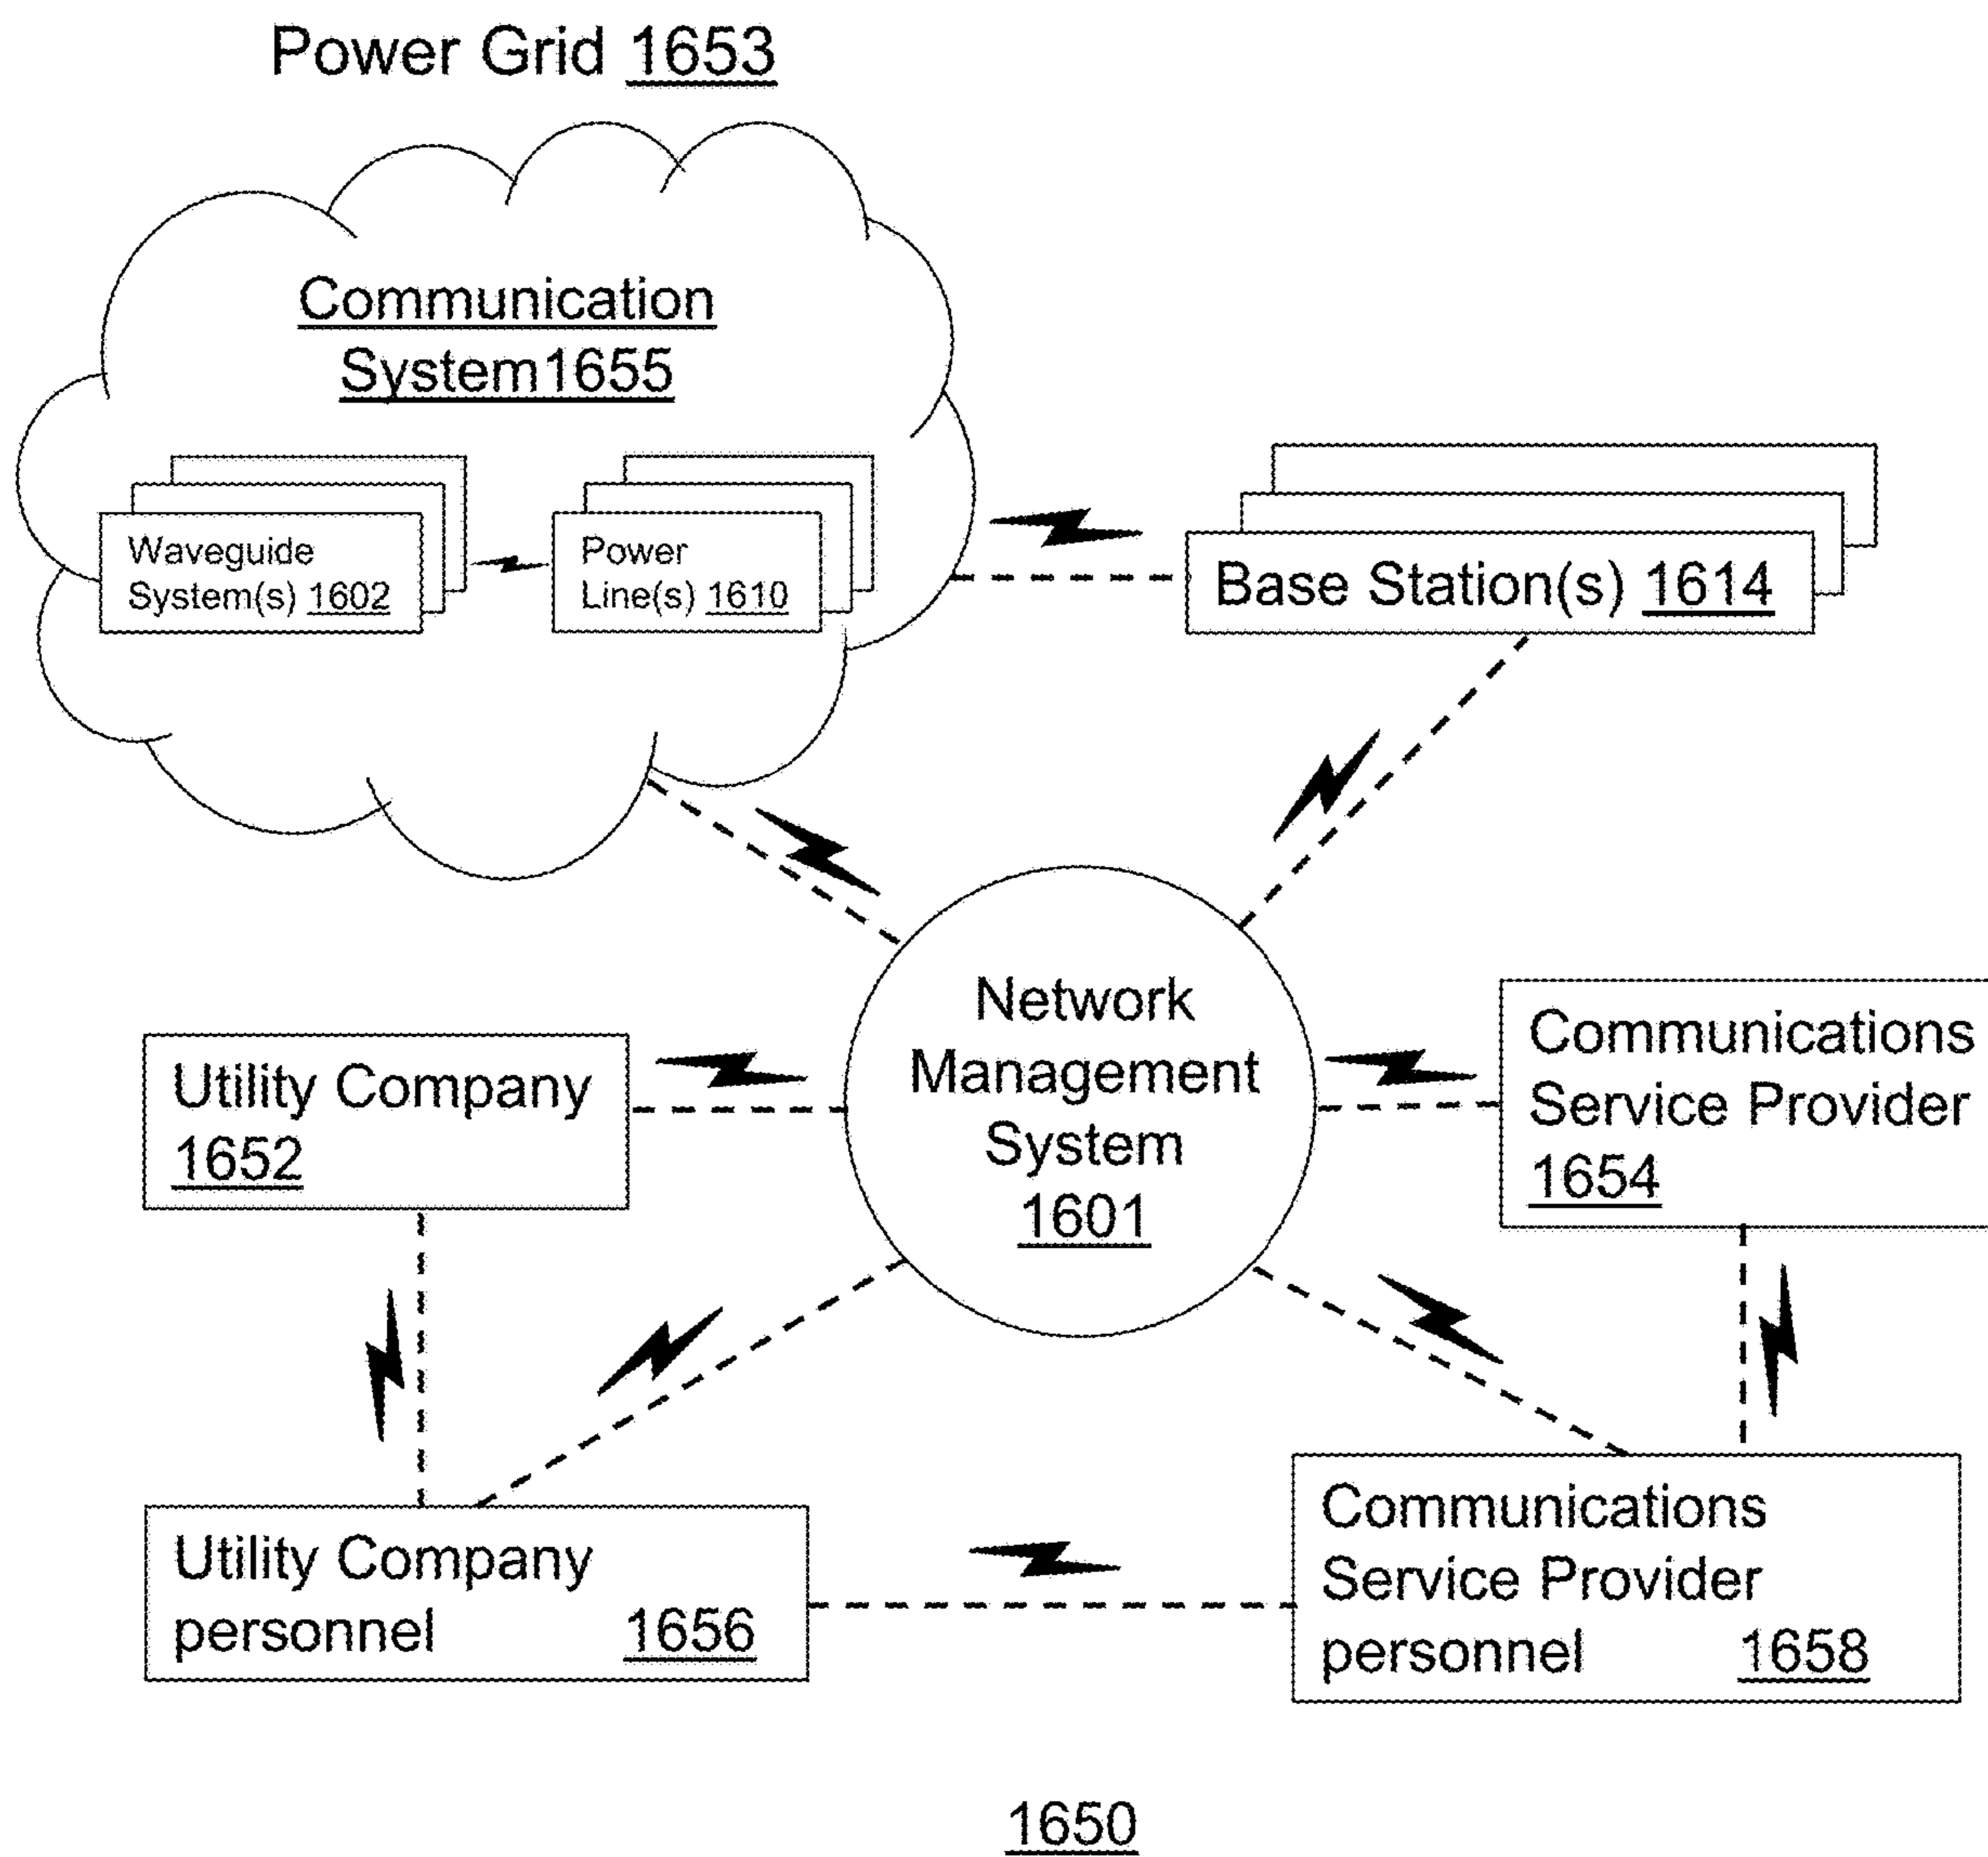 Power Grid 1653
Communication
System1655
Waveguide
System(s) 1602
Power
Line(s) 1610
Base Station(s) 1614
Network
Management
System
1601
Utility Company
1652
Communications
Service Provider
1654
Utility Company
personnel 1656
Communications
Service Provider
personnel 1658
1650